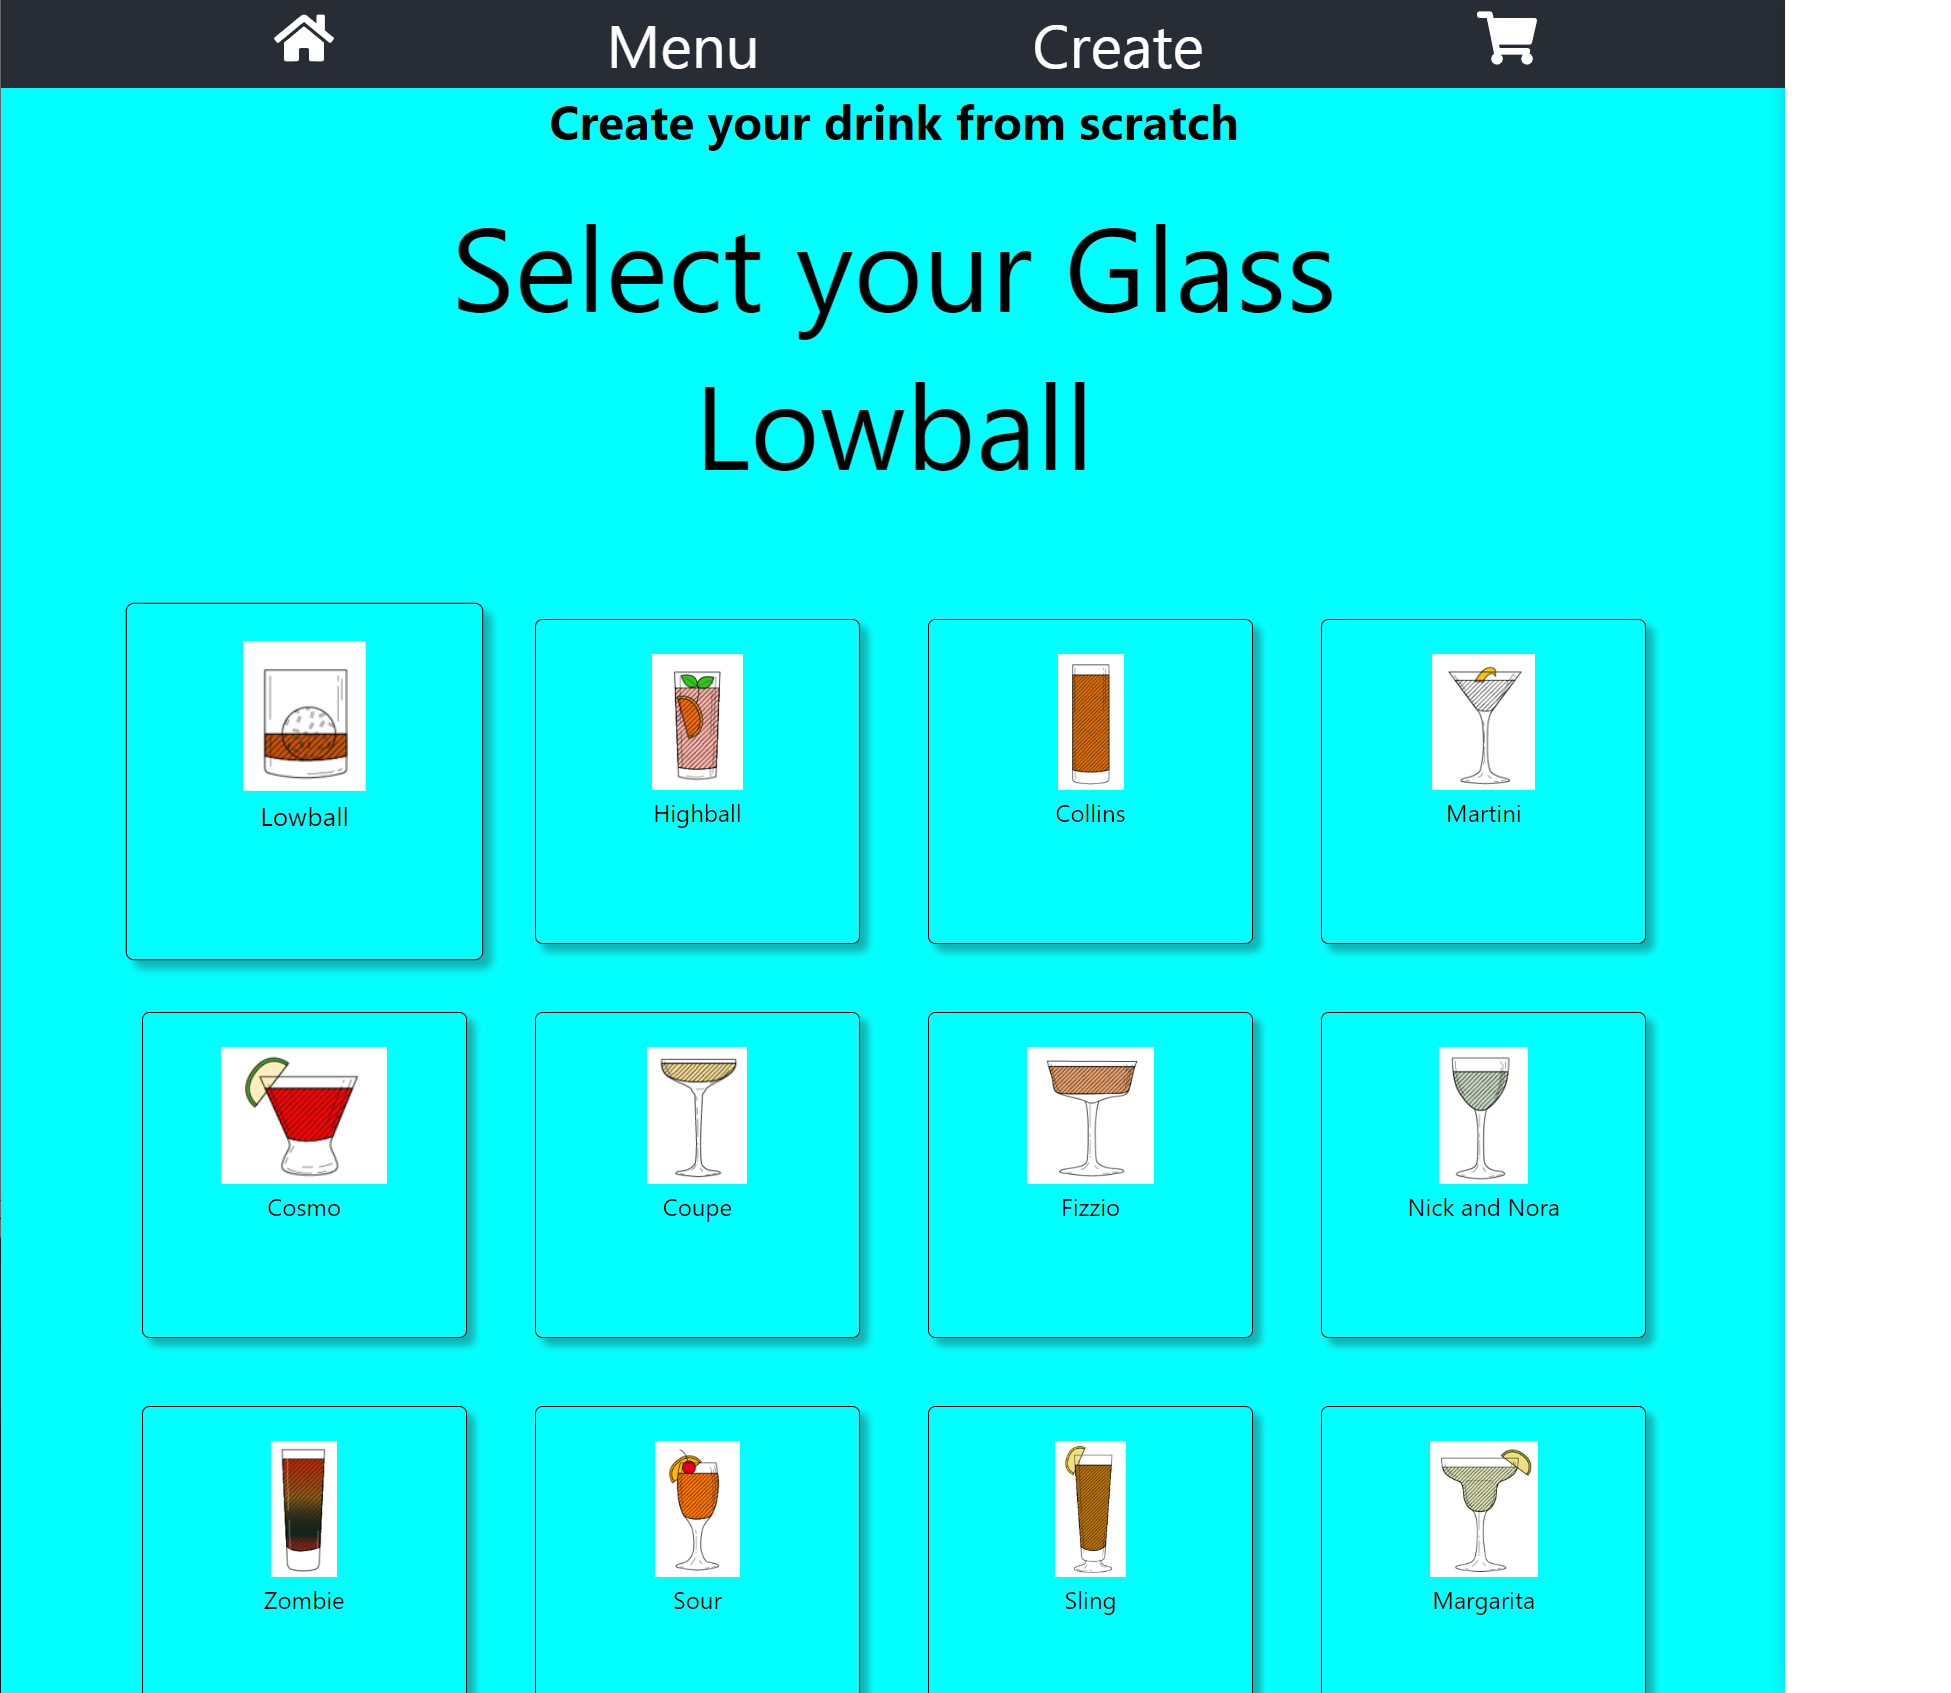 Menu Create
Create your drink from scratch
Select your Glass
Lowball
Lowball Highball Collins Martini
Cosmo Coupe Fizzio Nick and Nora
Zombie Sour Sling Margarita